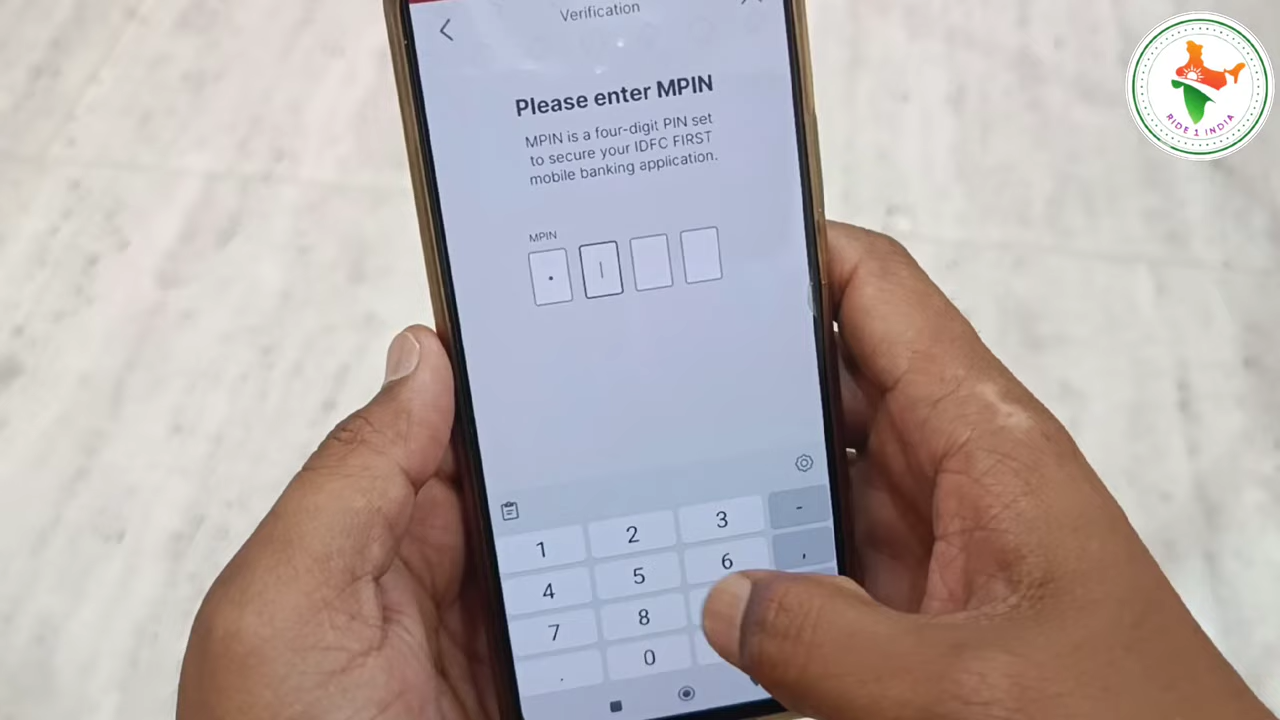 Verification
Please enter MPIN
MPIN is a four-digit PIN set
to secure your IDFC FIRST
mobile banking application.
MPIN
1 2 3 -
4 5 6 ,
7 8
. 0
RIDE 1 INDIA